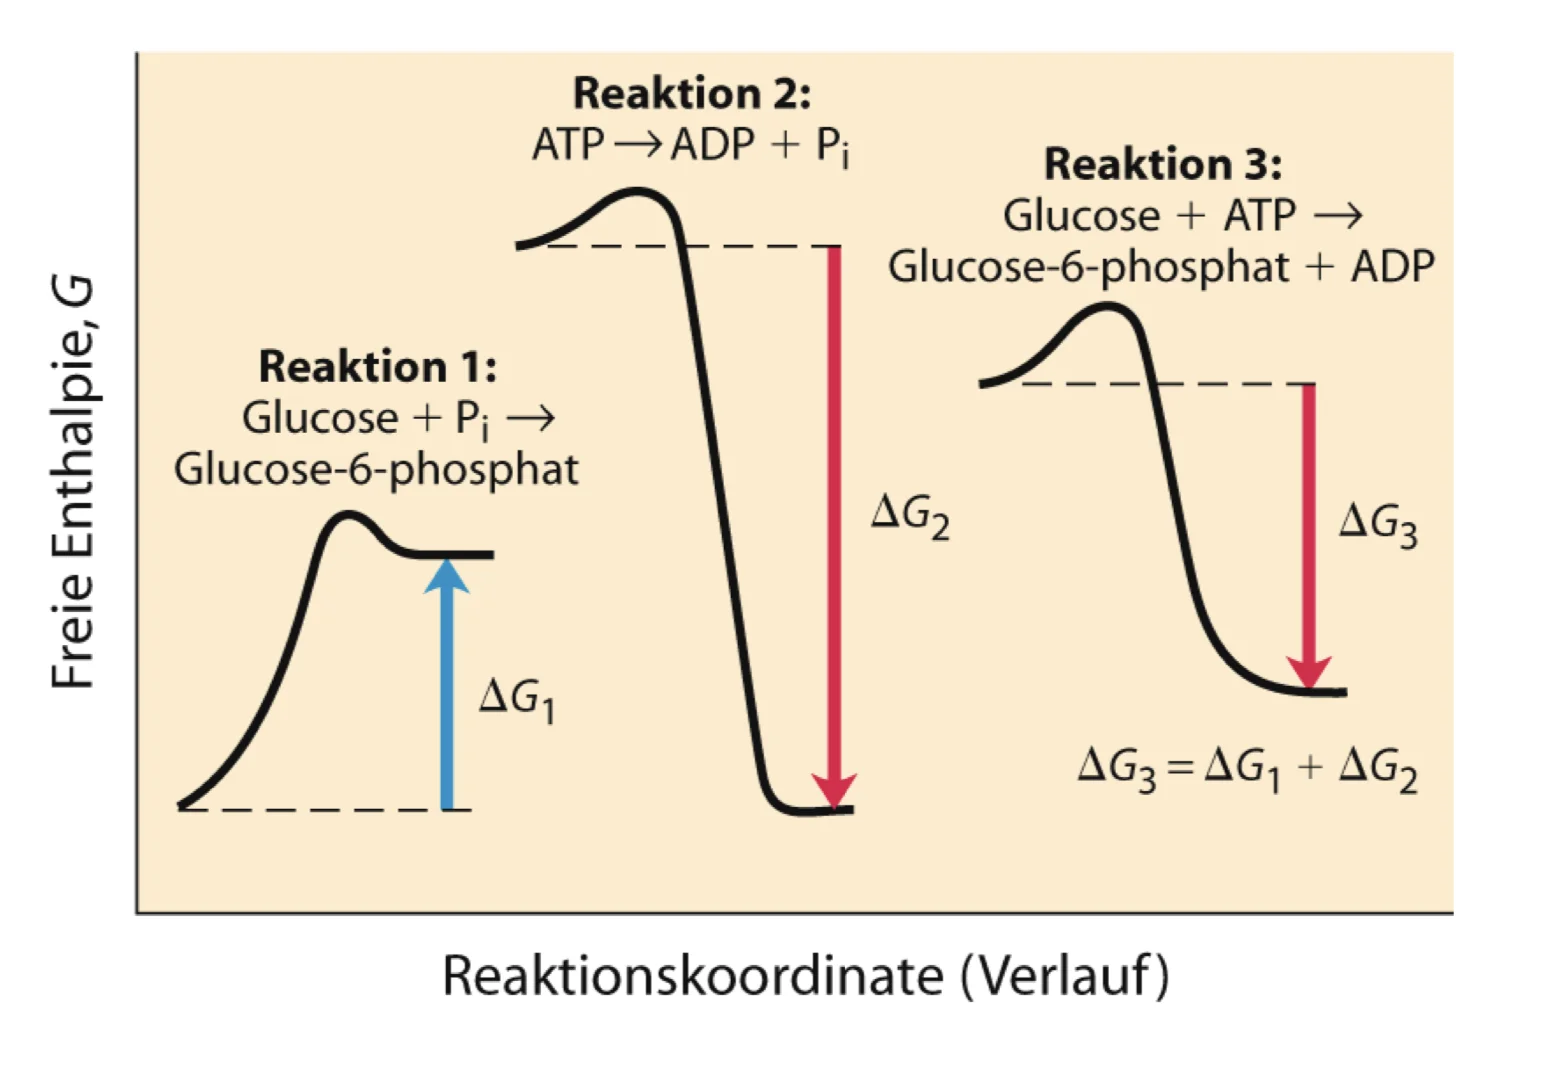 Freie Enthalpie, G
Reaktion 1:
Glucose + Pi →
Glucose-6-phosphat
ΔG1
Reaktion 2:
ATP → ADP + Pi
ΔG2
Reaktion 3:
Glucose + ATP →
Glucose-6-phosphat + ADP
ΔG3
ΔG3 = ΔG1 + ΔG2
Reaktionskoordinate (Verlauf)